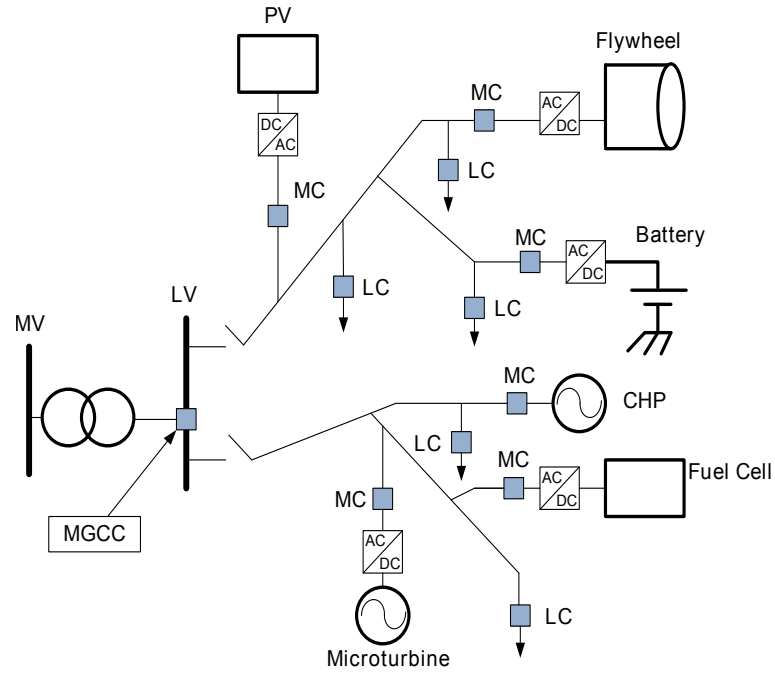 PV
Flywheel
DC
AC
MC
AC
DC
LC
MC
MC
Battery
AC
DC
LV
LC
LC
MV
MC
CHP
LC
MC
Fuel Cell
AC
DC
MC
MGCC
AC
DC
LC
Microturbine